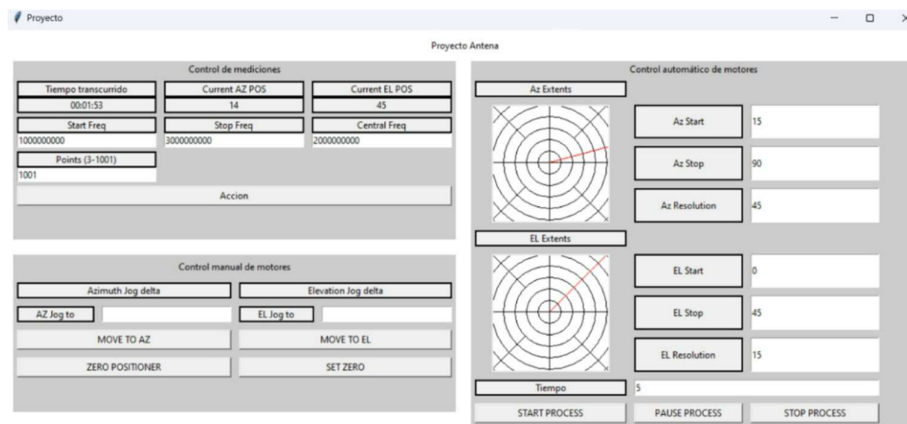 Proyecto
Proyecto Antena
Control de mediciones
Tiempo transcurrido Current AZ POS Current EL POS
00:01:53 14 45
Start Freq Stop Freq Central Freq
1000000000 3000000000 2000000000
Points (3-1001)
1001
Accion
Control manual de motores
Azimuth Jog delta Elevation Jog delta
AZ Jog to EL Jog to
MOVE TO AZ MOVE TO EL
ZERO POSITIONER SET ZERO
Control automático de motores
Az Extents
Az Start 15
Az Stop 90
Az Resolution 45
EL Extents
EL Start 0
EL Stop 45
EL Resolution 15
Tiempo 5
START PROCESS PAUSE PROCESS STOP PROCESS